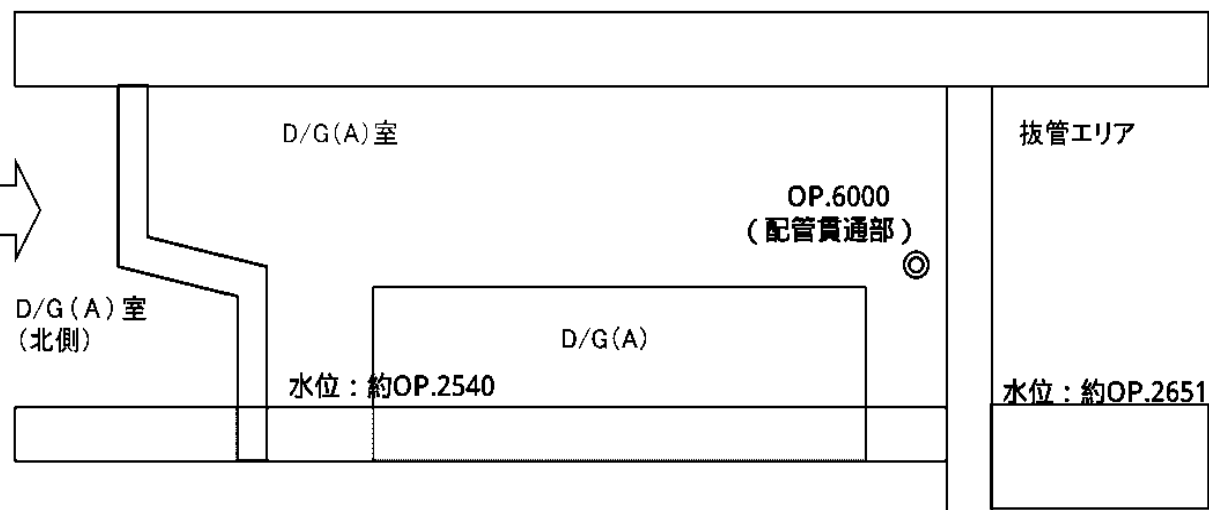 D/G(A)室
抜管エリア
OP.6000
(配管貫通部)
D/G(A)室
(北側)
D/G(A)
水位：約OP.2540
水位：約OP.2651